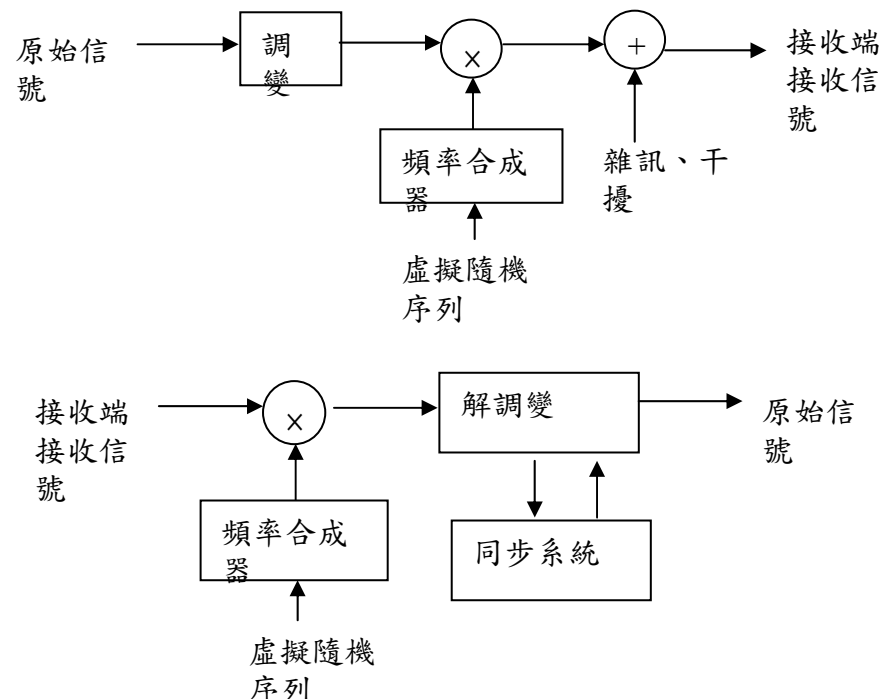 原始信
號
調
變
×
+
接收端
接收信
號
頻率合成
器
雜訊、干
擾
虛擬隨機
序列
接收端
接收信
號
×
解調變
原始信
號
頻率合成
器
同步系統
虛擬隨機
序列